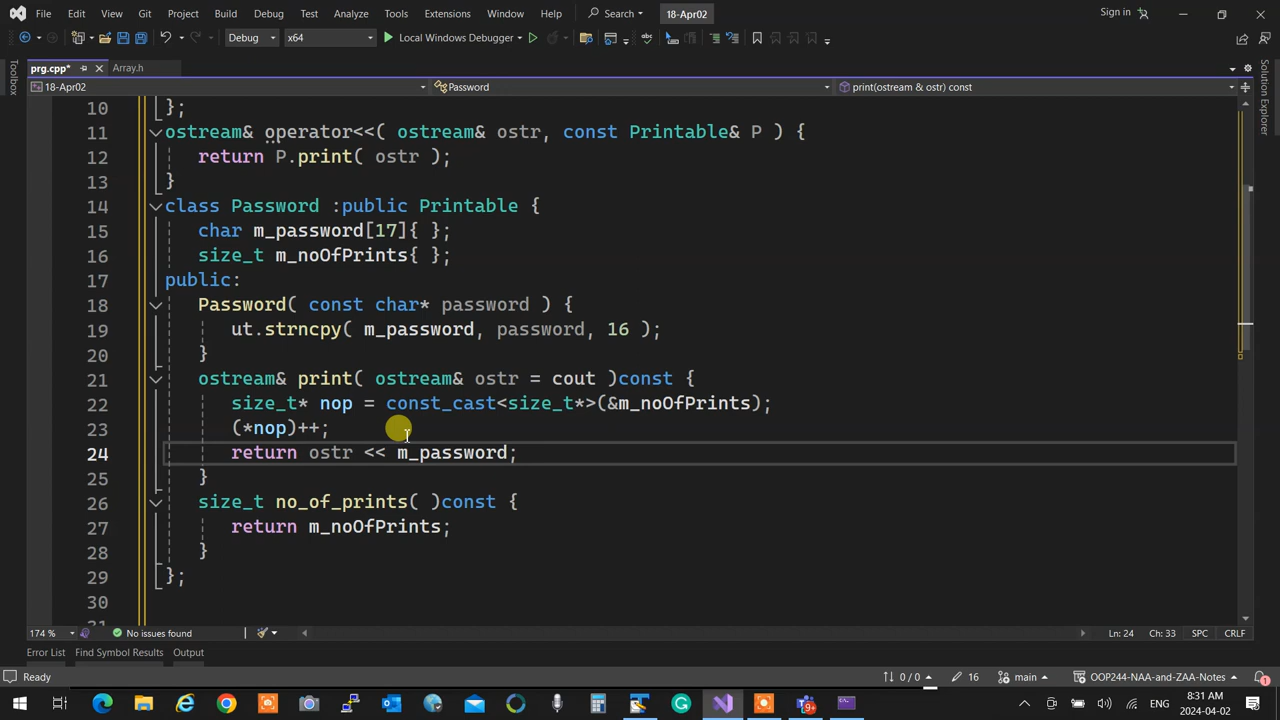 File Edit View Git Project Build Debug Test Analyze Tools Extensions Window Help Search 18-Apr02 Sign in
Debug x64 Local Windows Debugger
prg.cpp* Array.h
18-Apr02 Password print(ostream & ostr) const
Toolbox
Solution Explorer
10 };
11 ostream& operator<<( ostream& ostr, const Printable& P ) {
12 return P.print( ostr );
13 }
14 class Password :public Printable {
15 char m_password[17]{ };
16 size_t m_noOfPrints{ };
17 public:
18 Password( const char* password ) {
19 ut.strncpy( m_password, password, 16 );
20 }
21 ostream& print( ostream& ostr = cout )const {
22 size_t* nop = const_cast<size_t*>(&m_noOfPrints);
23 (*nop)++;
24 return ostr << m_password;
25 }
26 size_t no_of_prints( )const {
27 return m_noOfPrints;
28 }
29 };
30
174 % No issues found Ln: 24 Ch: 33 SPC CRLF
Error List Find Symbol Results Output
Ready 0 / 0 16 main OOP244-NAA-and-ZAA-Notes 1
9+ ENG 8:31 AM
2024-04-02